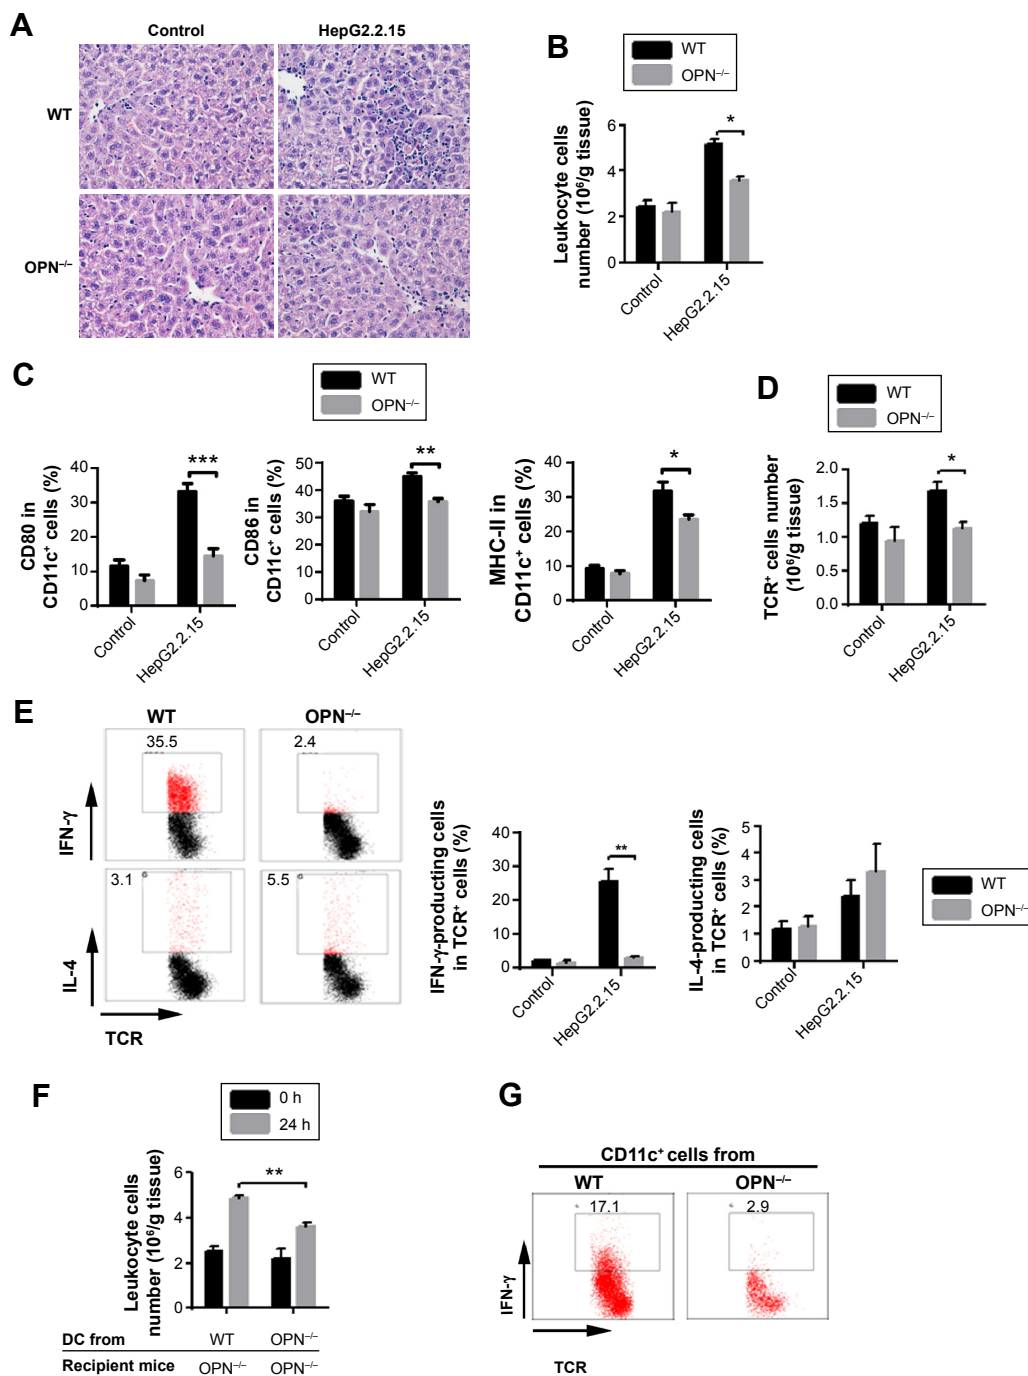 A
Control
HepG2.2.15
WT
OPN–/–
B
WT
OPN–/–
Leukocyte cells
number (10⁶/g tissue)
6
4
2
0
*
Control
HepG2.2.15
C
WT
OPN–/–
CD80 in
CD11c⁺ cells (%)
40
30
20
10
0
***
Control
HepG2.2.15
CD86 in
CD11c⁺ cells (%)
50
40
30
20
10
0
**
Control
HepG2.2.15
MHC-II in
CD11c⁺ cells (%)
40
30
20
10
0
*
Control
HepG2.2.15
D
WT
OPN–/–
TCR⁺ cells number
(10⁶/g tissue)
2.0
1.5
1.0
0.0
*
Control
HepG2.2.15
E
WT
OPN–/–
35.5
2.4
IFN-γ
3.1
5.5
IL-4
TCR
IFN-γ-producting cells
in TCR⁺ cells (%)
40
30
20
10
0
**
Control
HepG2.2.15
IL-4-producting cells
in TCR⁺ cells (%)
5
4
3
2
1
0
Control
HepG2.2.15
WT
OPN–/–
F
0 h
24 h
Leukocyte cells
number (10⁶/g tissue)
6
4
2
0
**
DC from WT OPN–/–
Recipient mice OPN–/– OPN–/–
G
CD11c⁺ cells from
WT
OPN–/–
17.1
2.9
IFN-γ
TCR